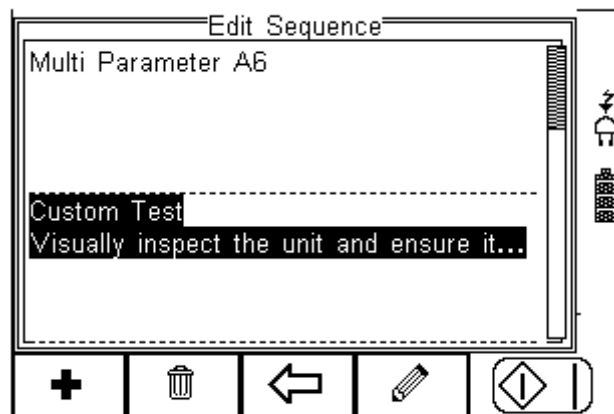 Edit Sequence
Multi Parameter A6
Custom Test
Visually inspect the unit and ensure it...